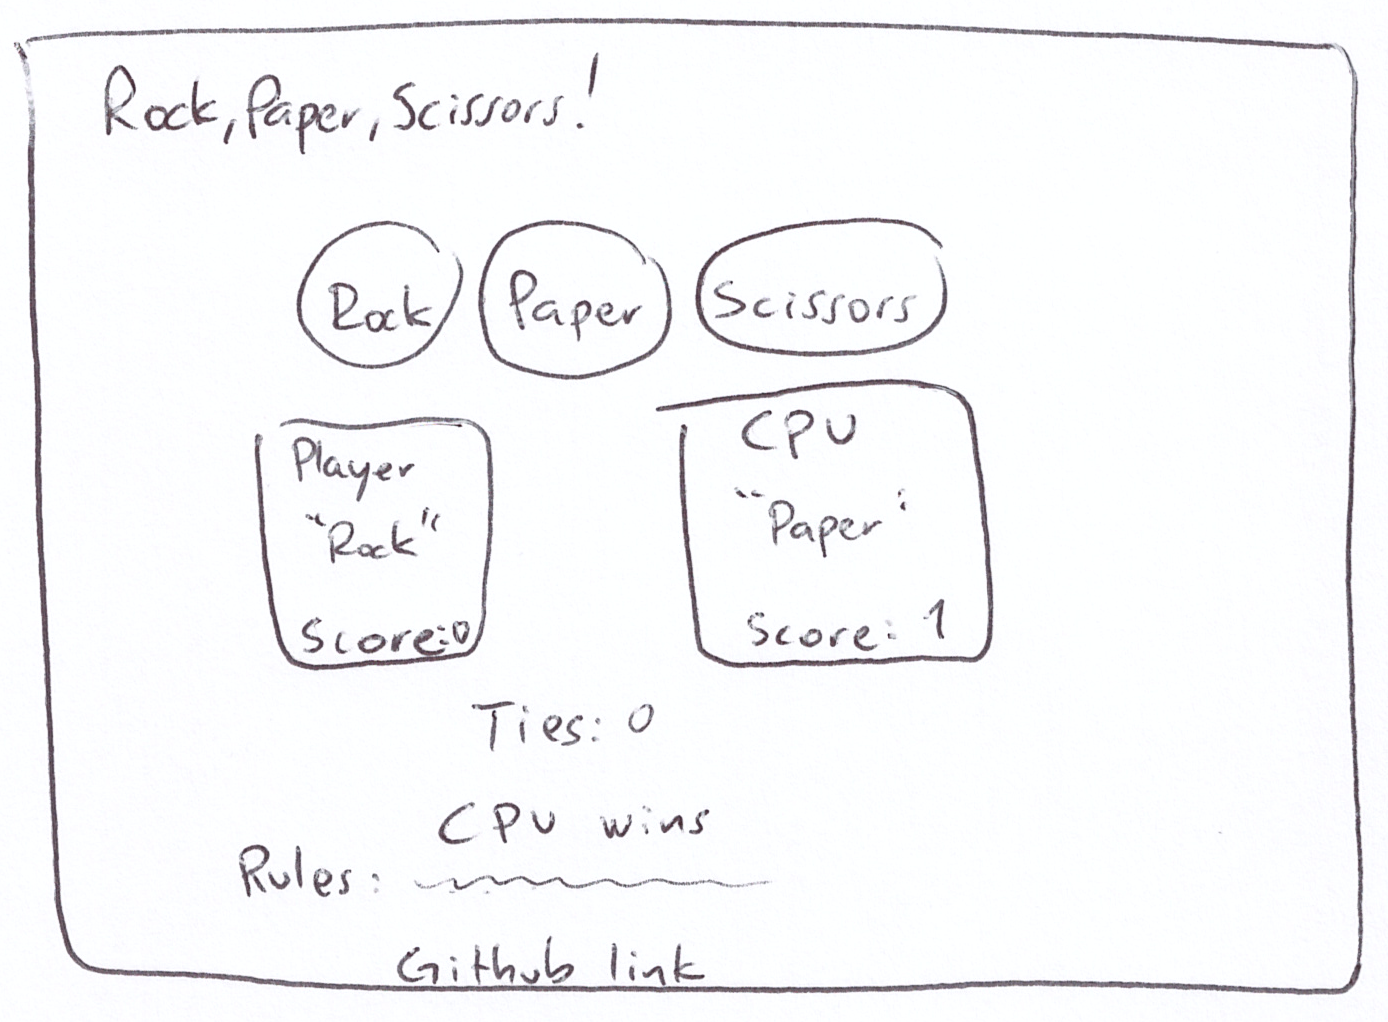 Rock, Paper, Scissors!
Rock
Paper
Scissors
Player
"Rock"
Score: 0
CPU
"Paper"
Score: 1
Ties: 0
CPU wins
Rules:
Github link